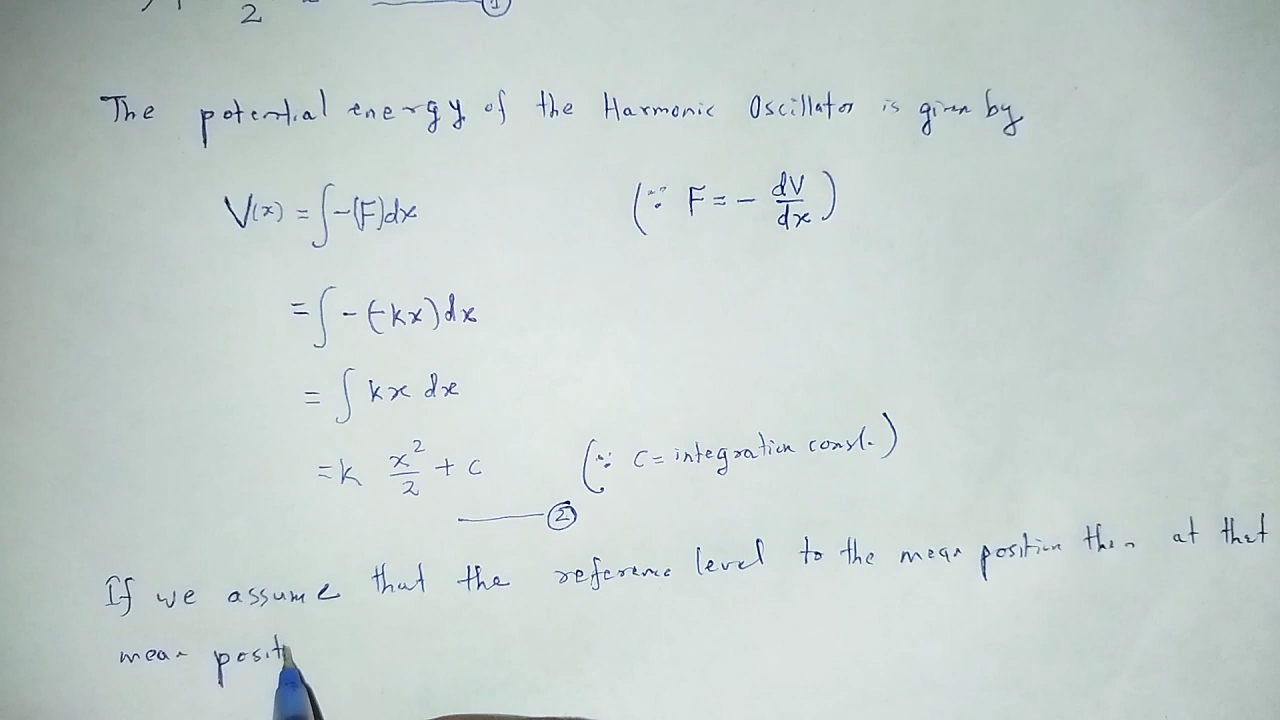 2 ①
The potential energy of the Harmonic Oscillator is given by
V(x) = ∫-(F)dx (∵ F = - dV/dx)
= ∫ - (-kx) dx
= ∫ kx dx
= k x²/2 + c (∵ c = integration const.)
②
If we assume that the reference level to the mean position then at that
mean posit